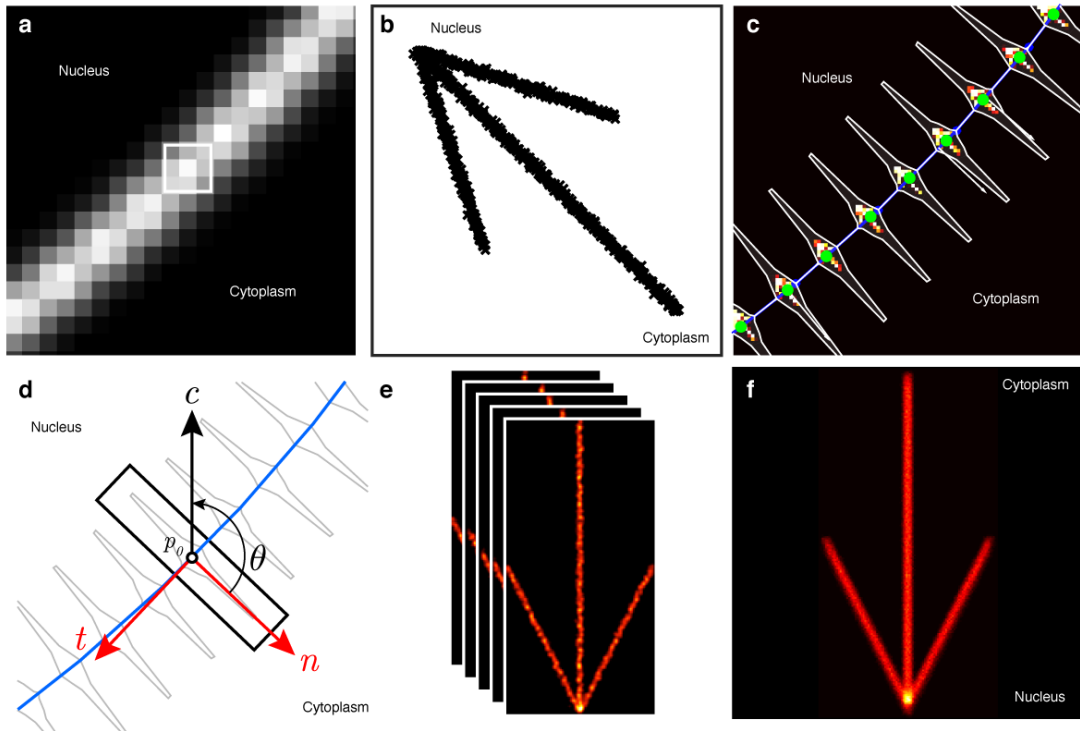 a
Nucleus
Cytoplasm
b
Nucleus
Cytoplasm
c
Nucleus
Cytoplasm
d
Nucleus
c
p₀
θ
t
n
Cytoplasm
e
f
Cytoplasm
Nucleus